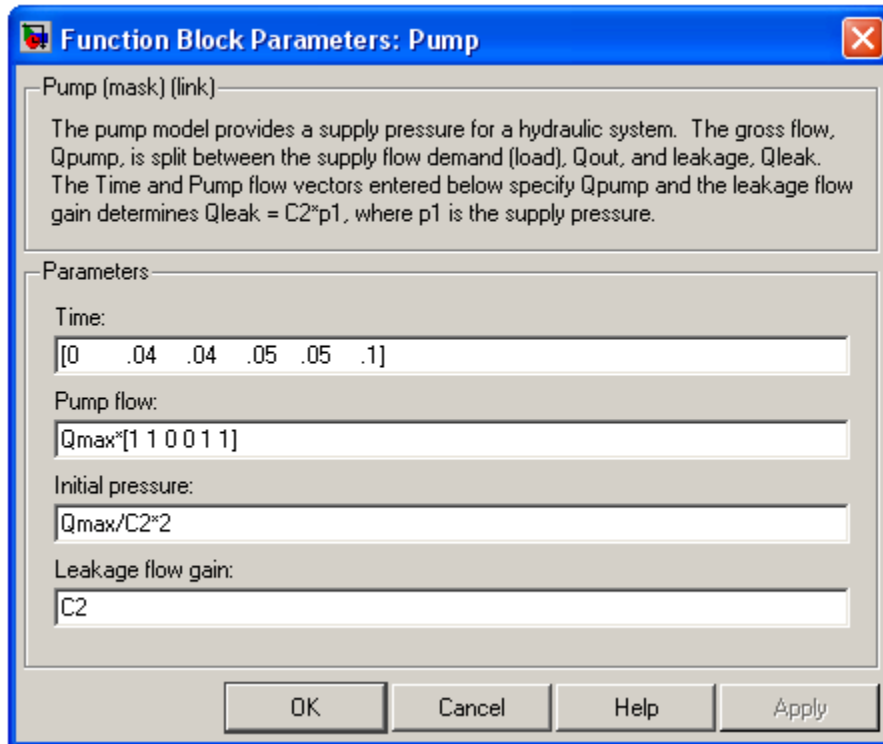 Function Block Parameters: Pump
Pump (mask) (link)
The pump model provides a supply pressure for a hydraulic system.  The gross flow,
Qpump, is split between the supply flow demand (load), Qout, and leakage, Qleak.
The Time and Pump flow vectors entered below specify Qpump and the leakage flow
gain determines Qleak = C2*p1, where p1 is the supply pressure.
Parameters
Time:
[0 .04 .04 .05 .05 .1]
Pump flow:
Qmax*[1 1 0 0 1 1]
Initial pressure:
Qmax/C2*2
Leakage flow gain:
C2
OK Cancel Help Apply